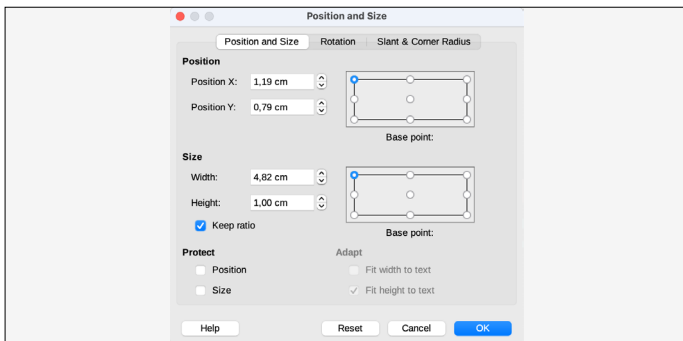 Position and Size
Position and Size Rotation Slant & Corner Radius
Position
Position X: 1,19 cm
Position Y: 0,79 cm
Base point:
Size
Width: 4,82 cm
Height: 1,00 cm
Keep ratio
Base point:
Protect
Position
Size
Adapt
Fit width to text
Fit height to text
Help Reset Cancel OK